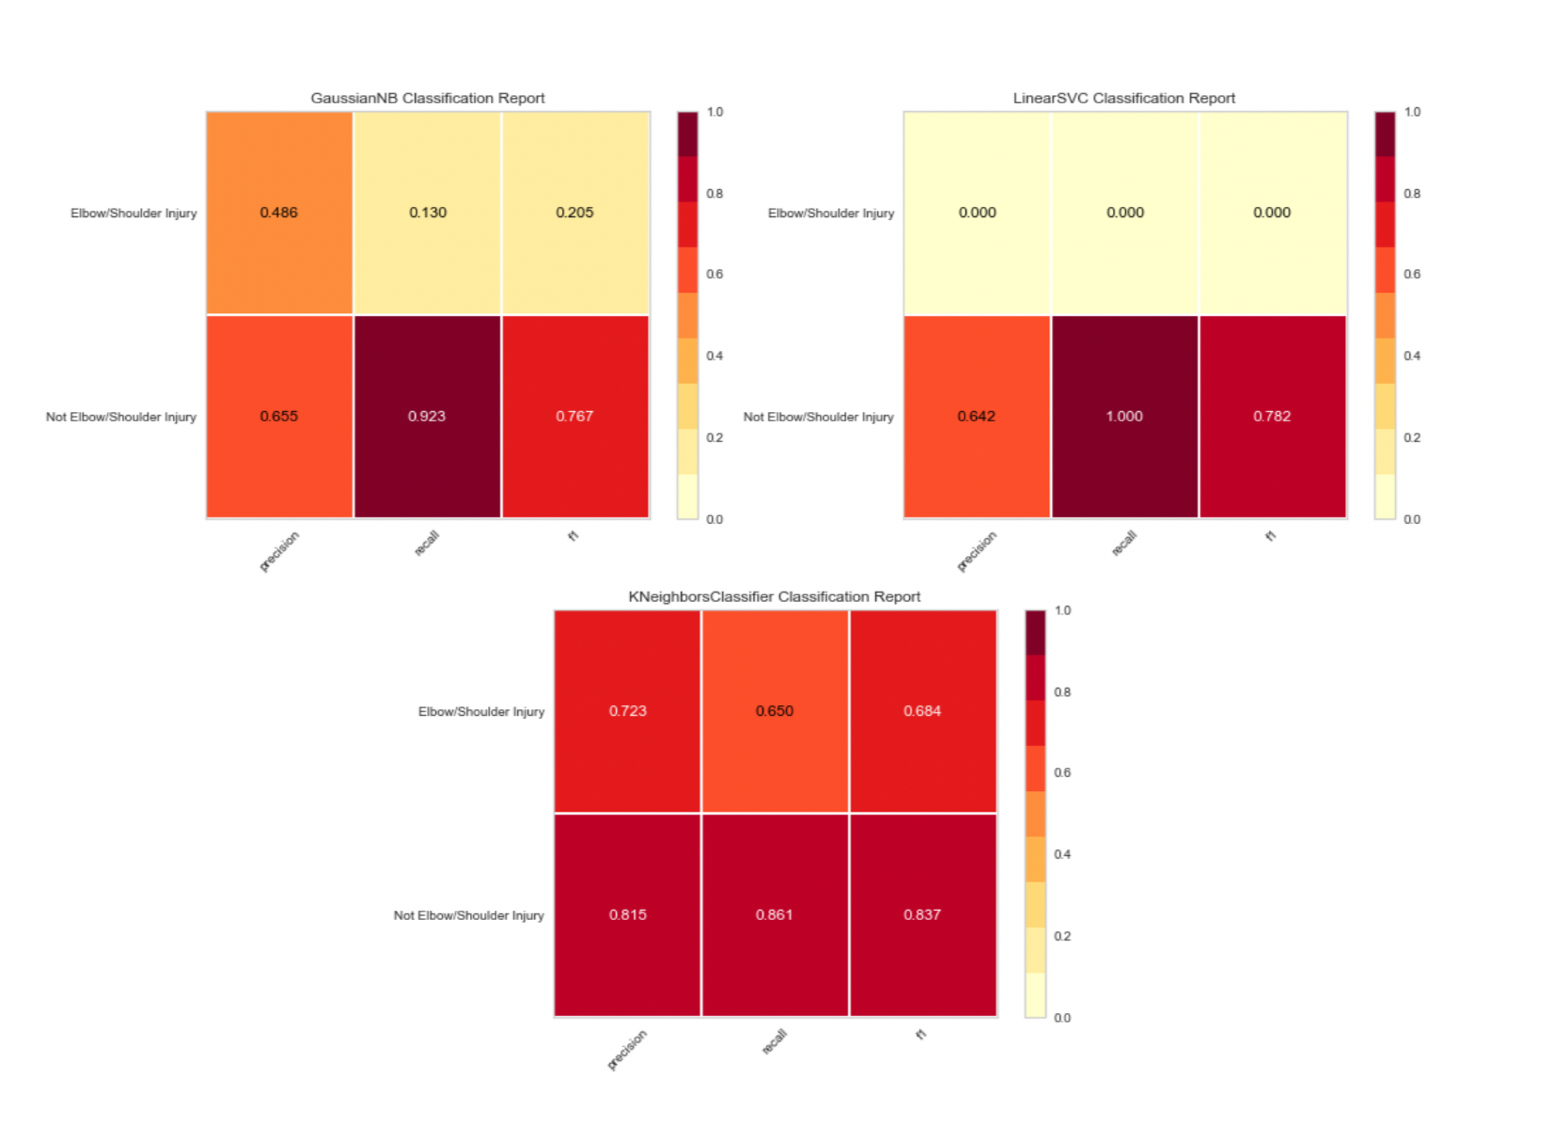 GaussianNB Classification Report
1.0
0.8
0.6
0.4
0.2
0.0
Elbow/Shoulder Injury
0.486 0.130 0.205
Not Elbow/Shoulder Injury
0.655 0.923 0.767
precision recall f1
LinearSVC Classification Report
1.0
0.8
0.6
0.4
0.2
0.0
Elbow/Shoulder Injury
0.000 0.000 0.000
Not Elbow/Shoulder Injury
0.642 1.000 0.782
precision recall f1
KNeighborsClassifier Classification Report
1.0
0.8
0.6
0.4
0.2
0.0
Elbow/Shoulder Injury
0.723 0.650 0.684
Not Elbow/Shoulder Injury
0.815 0.861 0.837
precision recall f1